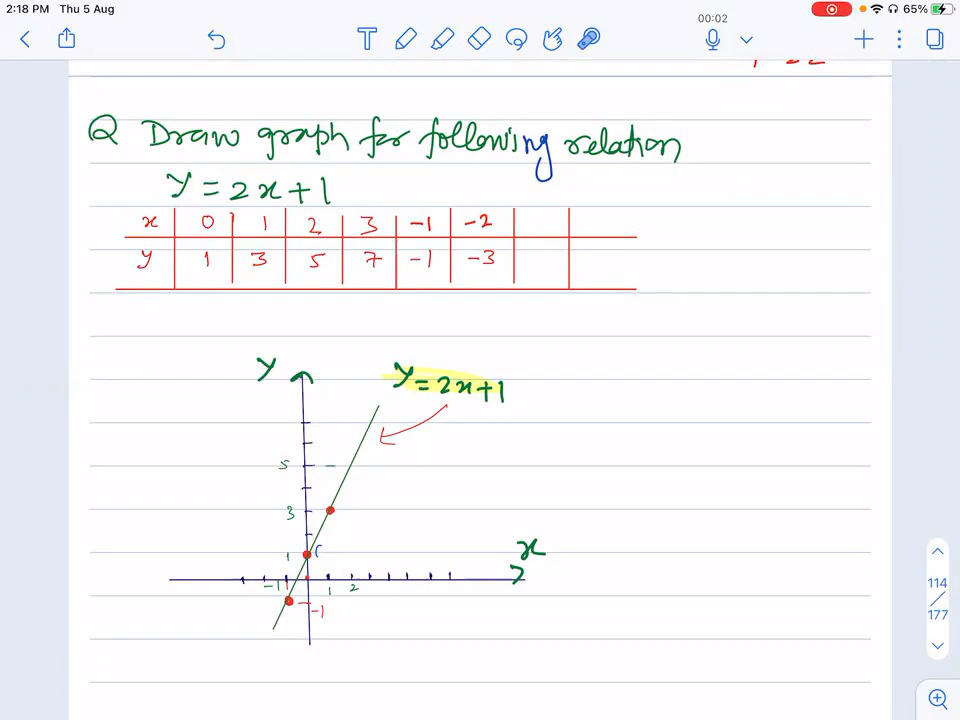 2:18 PM Thu 5 Aug
65%
00:02
Q Draw graph for following relation
y = 2x + 1
x 0 1 2 3 -1 -2
y 1 3 5 7 -1 -3
y
y = 2x + 1
5
3
1
x
-1 1 2
-1
114
177